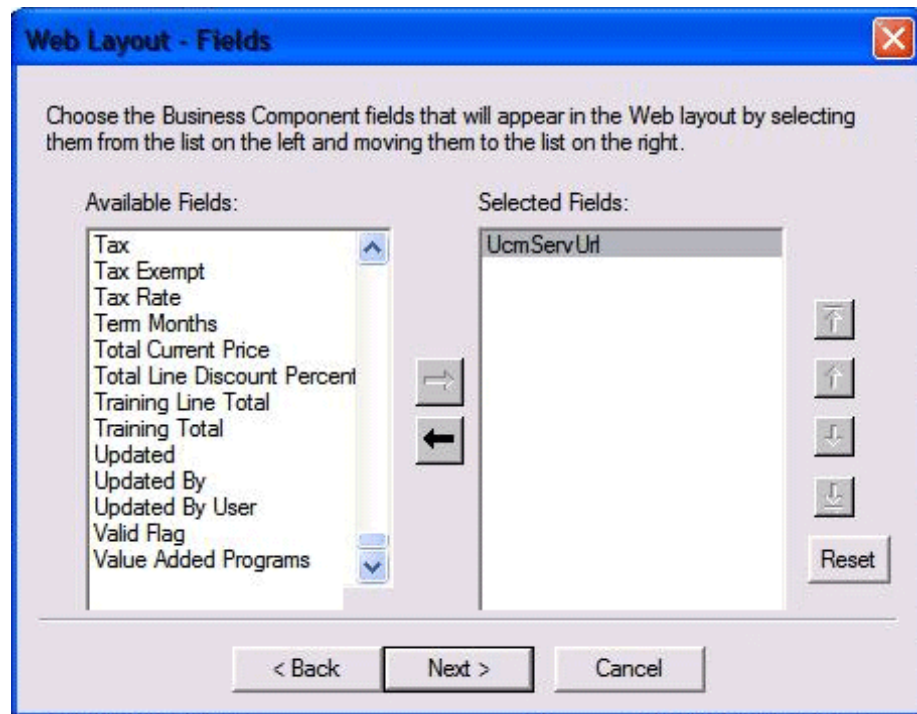 Web Layout - Fields
Choose the Business Component fields that will appear in the Web layout by selecting
them from the list on the left and moving them to the list on the right.
Available Fields:
Tax
Tax Exempt
Tax Rate
Term Months
Total Current Price
Total Line Discount Percent
Training Line Total
Training Total
Updated
Updated By
Updated By User
Valid Flag
Value Added Programs
Selected Fields:
UcmServUrl
Reset
< Back
Next >
Cancel